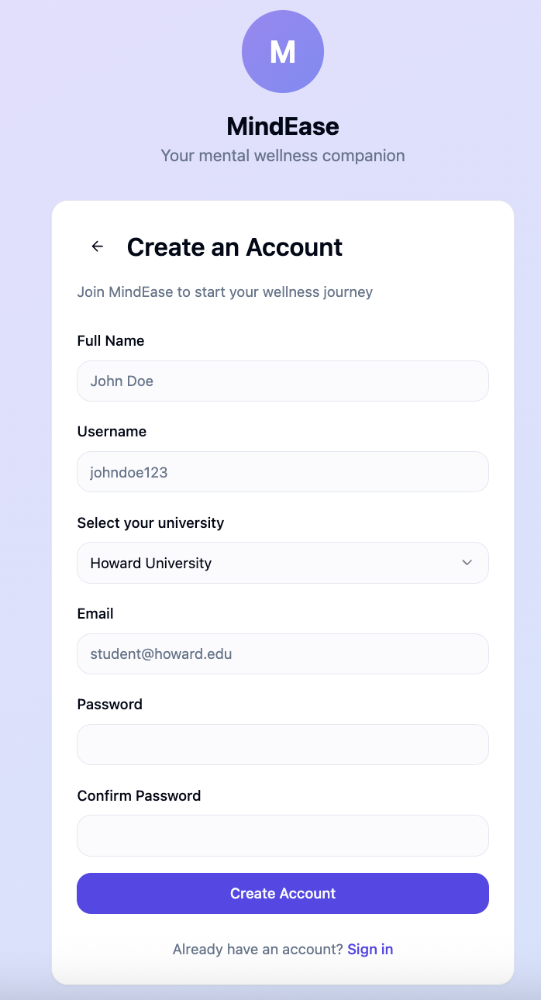 M
MindEase
Your mental wellness companion
Create an Account
Join MindEase to start your wellness journey
Full Name
John Doe
Username
johndoe123
Select your university
Howard University
Email
student@howard.edu
Password
Confirm Password
Create Account
Already have an account? Sign in